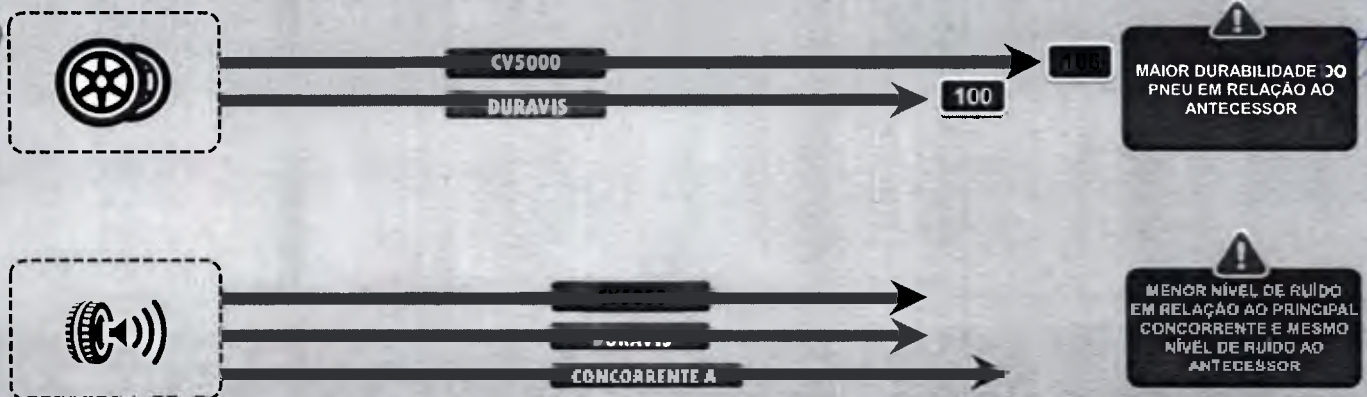 CV5000
DURAVIS
100
MAIOR DURABILIDADE DO
PNEU EM RELAÇÃO AO
ANTECESSOR
DURAVIS
CONCORRENTE A
MENOR NÍVEL DE RUÍDO
EM RELAÇÃO AO PRINCIPAL
CONCORRENTE E MESMO
NÍVEL DE RUÍDO AO
ANTECESSOR